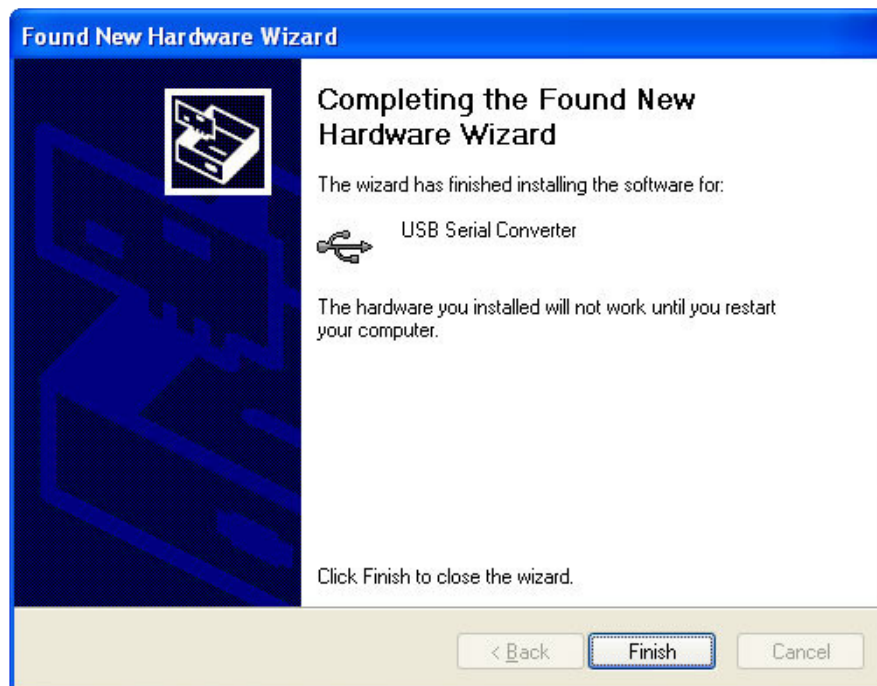 Found New Hardware Wizard
Completing the Found New
Hardware Wizard
The wizard has finished installing the software for:
USB Serial Converter
The hardware you installed will not work until you restart
your computer.
Click Finish to close the wizard.
< Back Finish Cancel